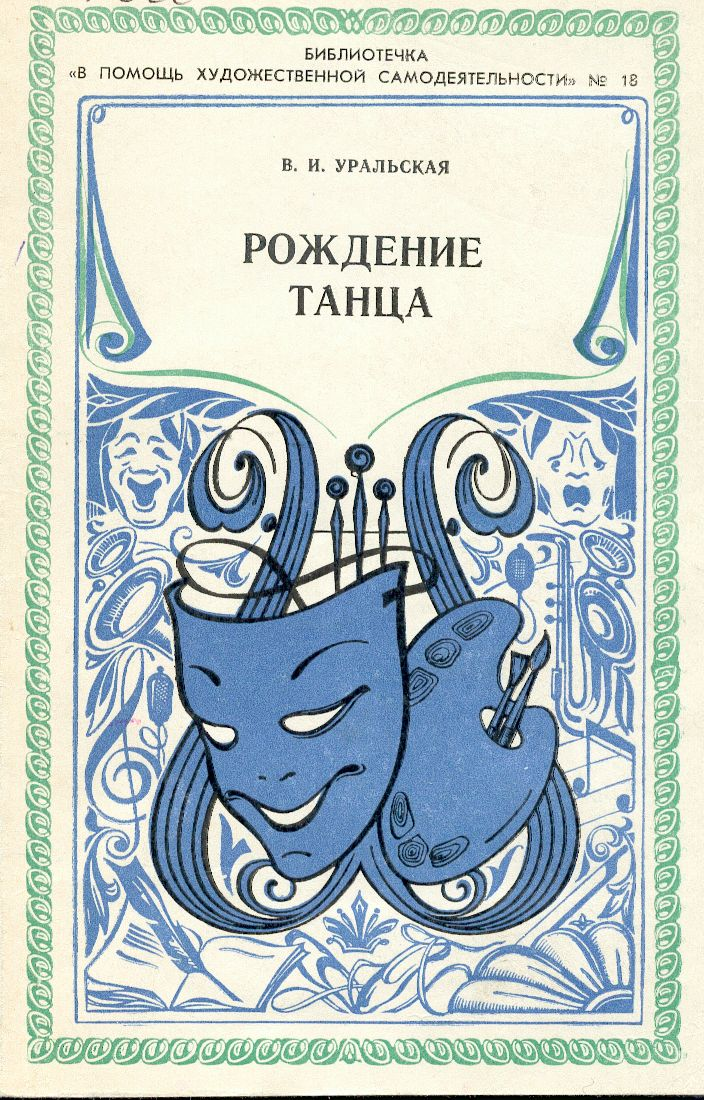 БИБЛИОТЕЧКА
«В ПОМОЩЬ ХУДОЖЕСТВЕННОЙ САМОДЕЯТЕЛЬНОСТИ» № 18
В. И. УРАЛЬСКАЯ
РОЖДЕНИЕ
ТАНЦА